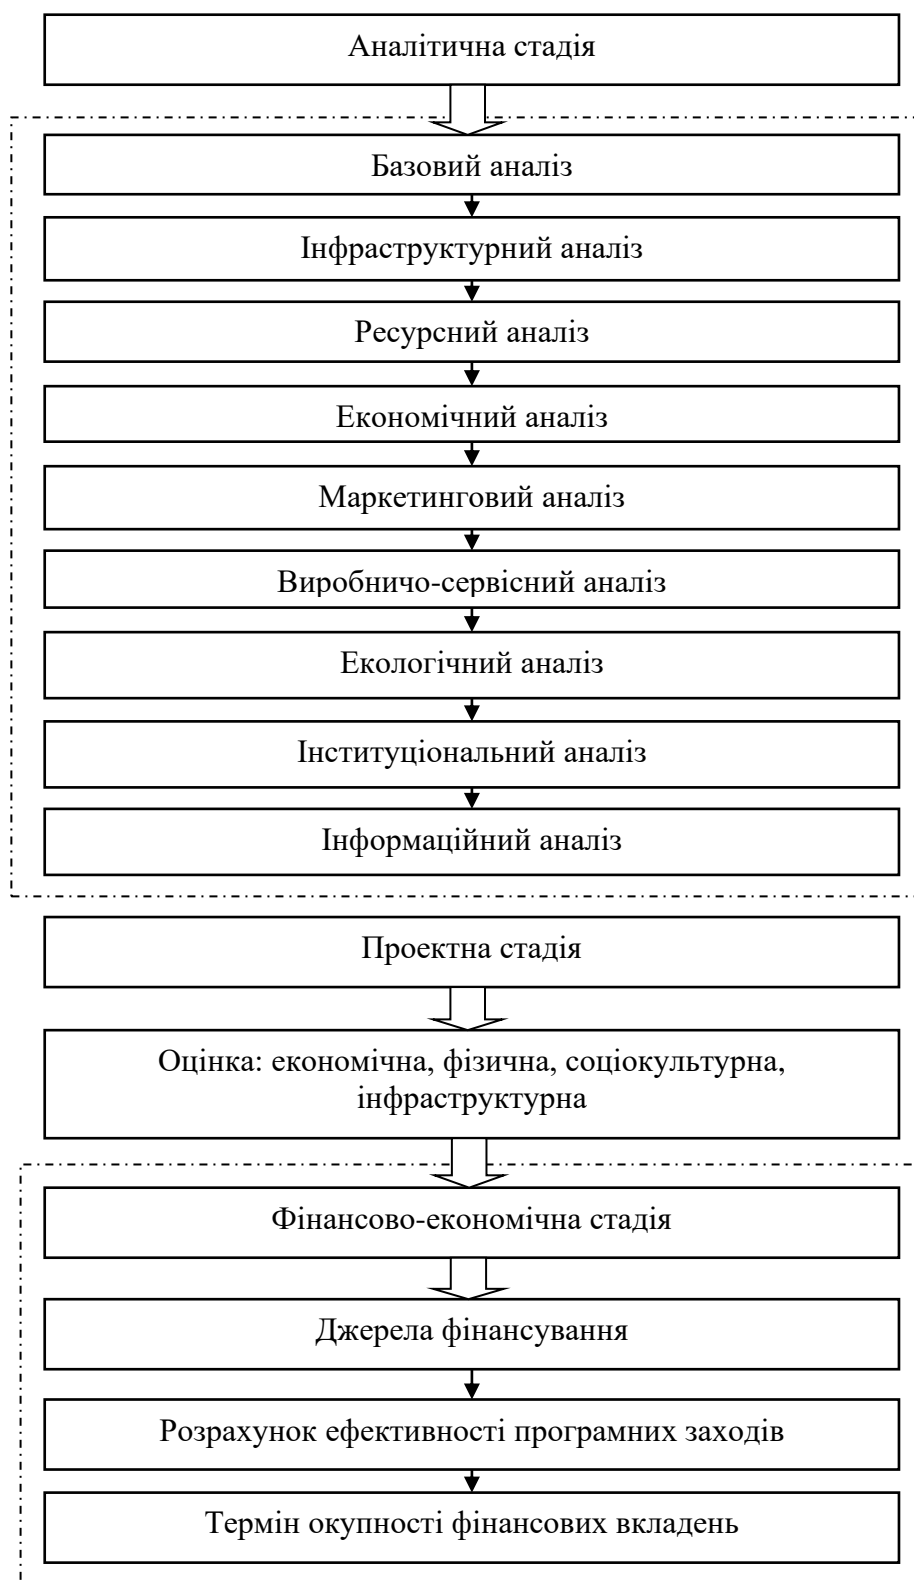 Аналітична стадія
Базовий аналіз
Інфраструктурний аналіз
Ресурсний аналіз
Економічний аналіз
Маркетинговий аналіз
Виробничо-сервісний аналіз
Екологічний аналіз
Інституціональний аналіз
Інформаційний аналіз
Проектна стадія
Оцінка: економічна, фізична, соціокультурна,
інфраструктурна
Фінансово-економічна стадія
Джерела фінансування
Розрахунок ефективності програмних заходів
Термін окупності фінансових вкладень